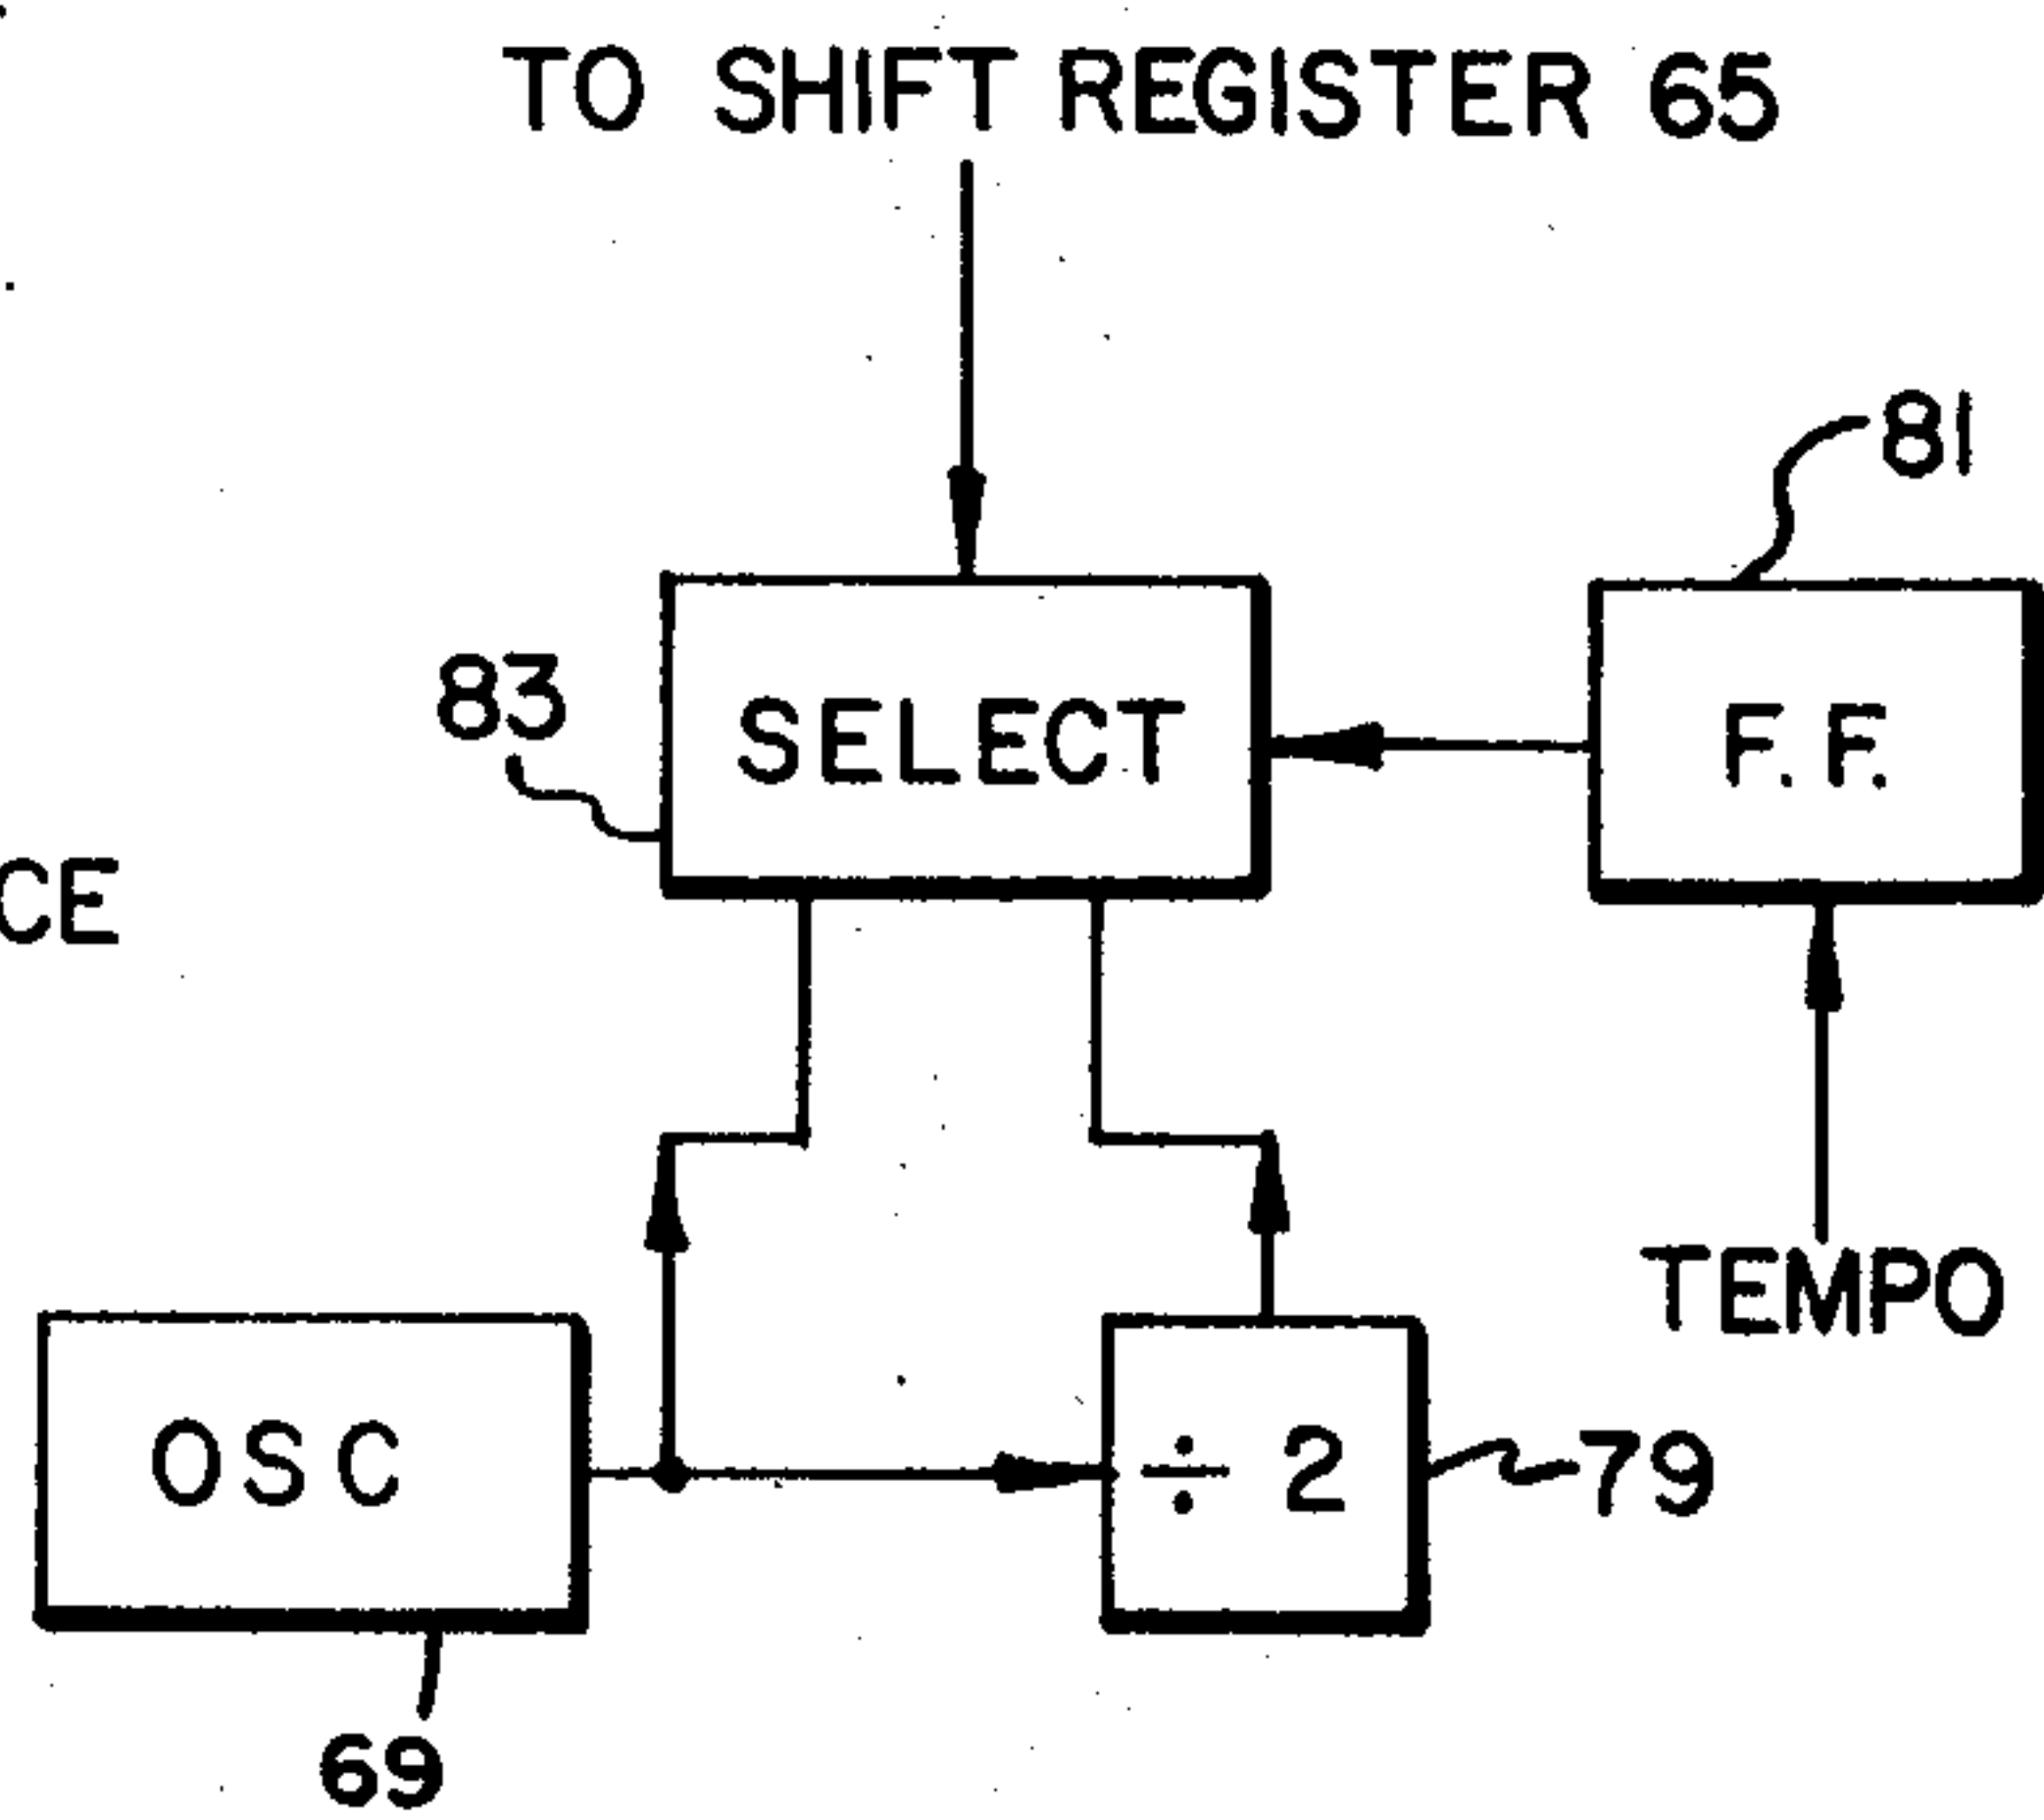 TO SHIFT REGISTER 65
81
83
SELECT
F. F.
CE
TEMPO
OSC
÷ 2
79
69